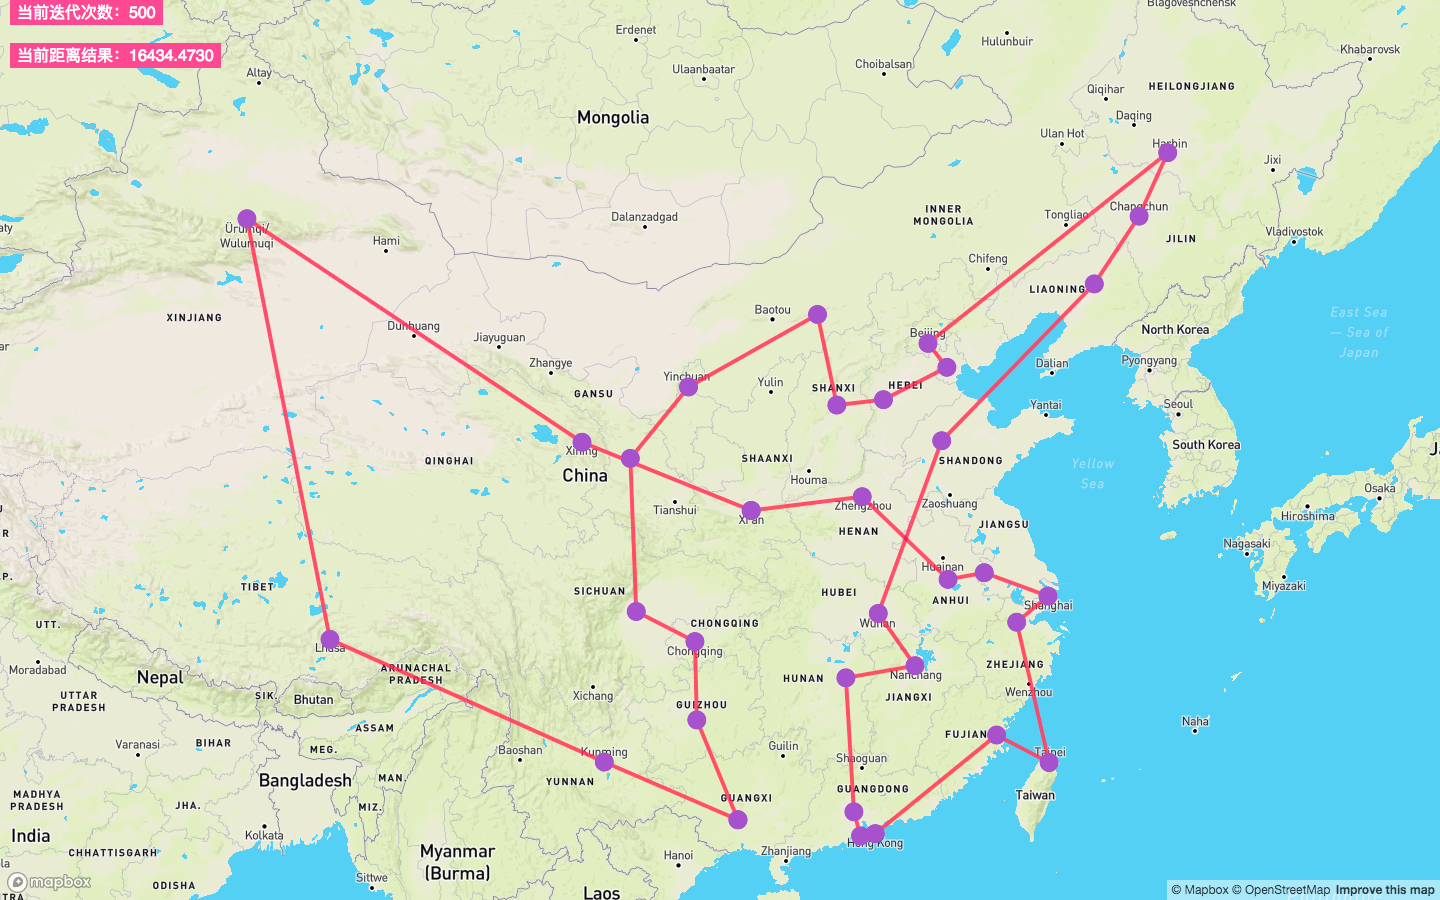 当前迭代次数：500
当前距离结果：16434.4730
Blagoveshchensk
Erdenet
Hulunbuir
Khabarovsk
Altay
Ulaanbaatar
Choibalsan
Qiqihar
HEILONGJIANG
Mongolia
Daqing
Ulan Hot
Harbin
Jixi
INNER
MONGOLIA
Tongliao
Changchun
Dalanzadgad
Ürümqi/
Wulumuqi
Hami
JILIN
Vladivostok
Chifeng
LIAONING
XINJIANG
Baotou
Dunhuang
Jiayuguan
Beijing
North Korea
East Sea
— Sea of
Japan
Zhangye
Yinchuan
Yulin
SHANXI
HEBEI
Dalian
Pyongyang
GANSU
Yantai
Seoul
South Korea
QINGHAI
Xining
China
SHAANXI
Houma
SHANDONG
Yellow
Sea
Osaka
Tianshui
Xi'an
Zhengzhou
Zaoshuang
Hiroshima
HENAN
JIANGSU
Nagasaki
Huainan
Miyazaki
TIBET
SICHUAN
HUBEI
ANHUI
Shanghai
UTT.
CHONGQING
Wuhan
Lhasa
Chongqing
Moradabad
Nepal
ARUNACHAL
PRADESH
ZHEJIANG
HUNAN
Nanchang
UTTAR
PRADESH
SIK.
Bhutan
Xichang
JIANGXI
Wenzhou
GUIZHOU
Naha
ASSAM
Varanasi
BIHAR
MEG.
Baoshan
Kunming
Guilin
FUJIAN
Taipei
Shaoguan
Bangladesh
MAN.
YUNNAN
MADHYA
PRADESH
JHA.
MIZ.
GUANGXI
GUANGDONG
Taiwan
India
Kolkata
Hong Kong
CHHATTISGARH
Myanmar
(Burma)
Hanoi
Zhanjiang
Sittwe
mapbox
ODISHA
Laos
© Mapbox © OpenStreetMap Improve this map